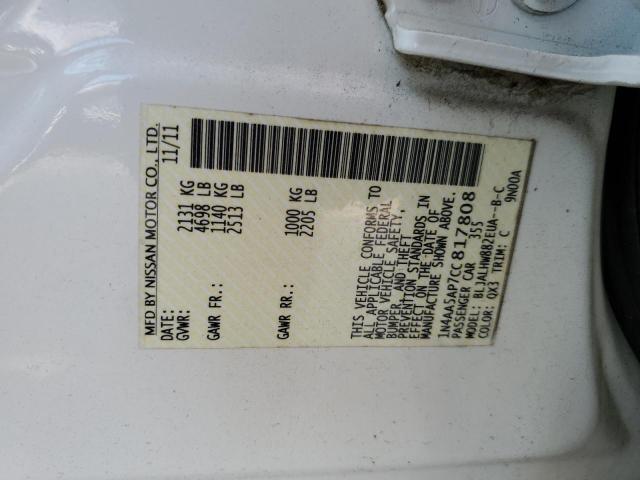 MFD BY NISSAN MOTOR CO., LTD.
DATE: 11/11
GVWR: 2131 KG
4698 LB
GAWR FR.: 1140 KG
2513 LB
GAWR RR.: 1000 KG
2205 LB
THIS VEHICLE CONFORMS TO
ALL APPLICABLE FEDERAL
MOTOR VEHICLE SAFETY,
BUMPER, AND THEFT
PREVENTION STANDARDS IN
EFFECT ON THE DATE OF
MANUFACTURE SHOWN ABOVE.
1N4AA5AP7CC817808
PASSENGER CAR 355
MODEL: BLJALHW882EUA--B-C
COLOR: QX3 TRIM: C 9N00A